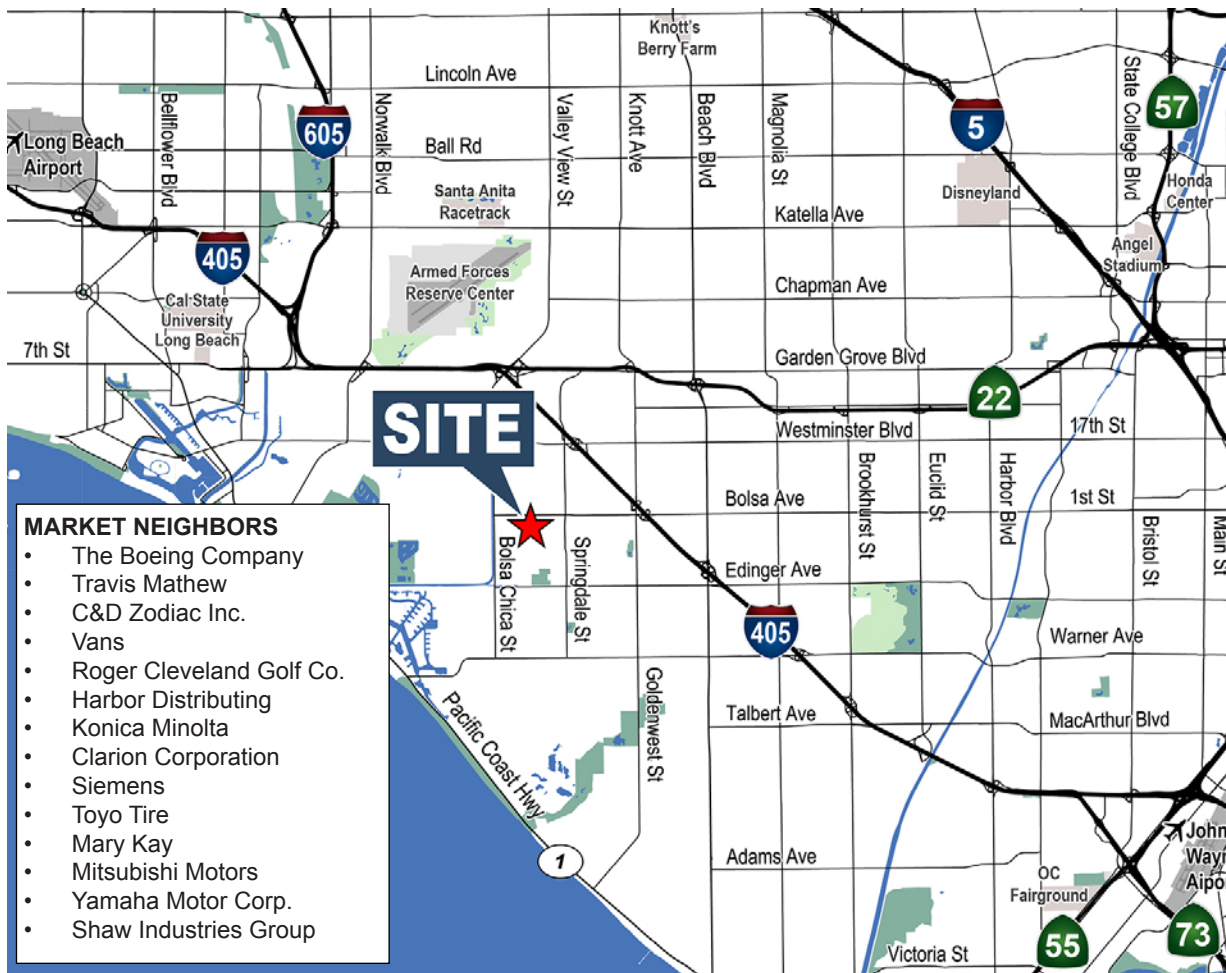 Knott's
Berry Farm
Lincoln Ave
Bellflower Blvd
605
Norwalk Blvd
Valley View St
Knott Ave
Beach Blvd
Magnolia St
5
State College Blvd
57
Long Beach
Airport
Ball Rd
Santa Anita
Racetrack
Katella Ave
Disneyland
Honda
Center
Angel
Stadium
405
Armed Forces
Reserve Center
Chapman Ave
Cal State
University
Long Beach
7th St
Garden Grove Blvd
22
SITE
Westminster Blvd
17th St
Bolsa Ave
Brookhurst St
Euclid St
Harbor Blvd
1st St
Bristol St
Main St
Bolsa Chica St
Springdale St
Edinger Ave
405
Warner Ave
Goldenwest St
Pacific Coast Hwy
Talbert Ave
MacArthur Blvd
1
Adams Ave
John
Wayn
Aipo
OC
Fairground
Victoria St
55
73
MARKET NEIGHBORS
• The Boeing Company
• Travis Mathew
• C&D Zodiac Inc.
• Vans
• Roger Cleveland Golf Co.
• Harbor Distributing
• Konica Minolta
• Clarion Corporation
• Siemens
• Toyo Tire
• Mary Kay
• Mitsubishi Motors
• Yamaha Motor Corp.
• Shaw Industries Group